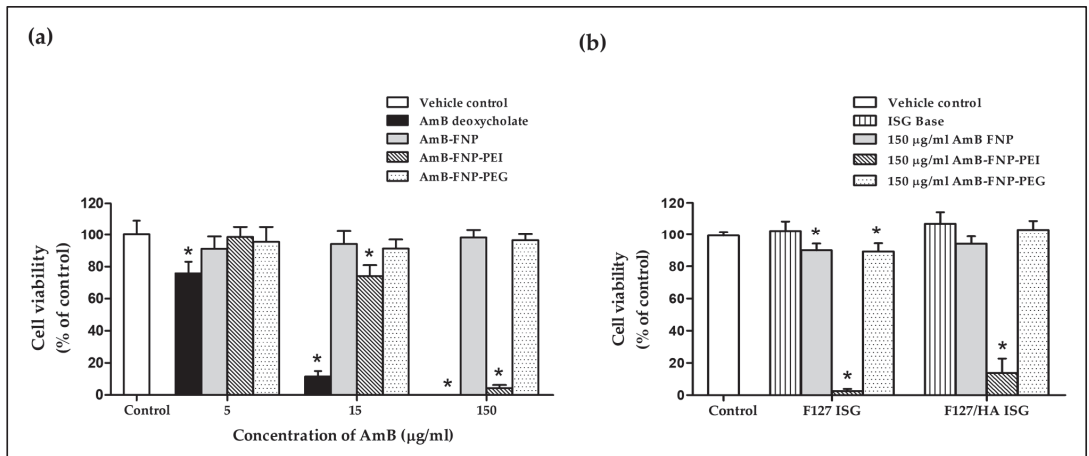 (a)
Vehicle control
AmB deoxycholate
AmB-FNP
AmB-FNP-PEI
AmB-FNP-PEG
Cell viability
(% of control)
120
100
80
60
40
20
0
*
*
*
*
*
Control
5
15
150
Concentration of AmB (µg/ml)
(b)
Vehicle control
ISG Base
150 µg/ml AmB FNP
150 µg/ml AmB-FNP-PEI
150 µg/ml AmB-FNP-PEG
Cell viability
(% of control)
120
100
80
60
40
20
0
*
*
*
*
Control
F127 ISG
F127/HA ISG